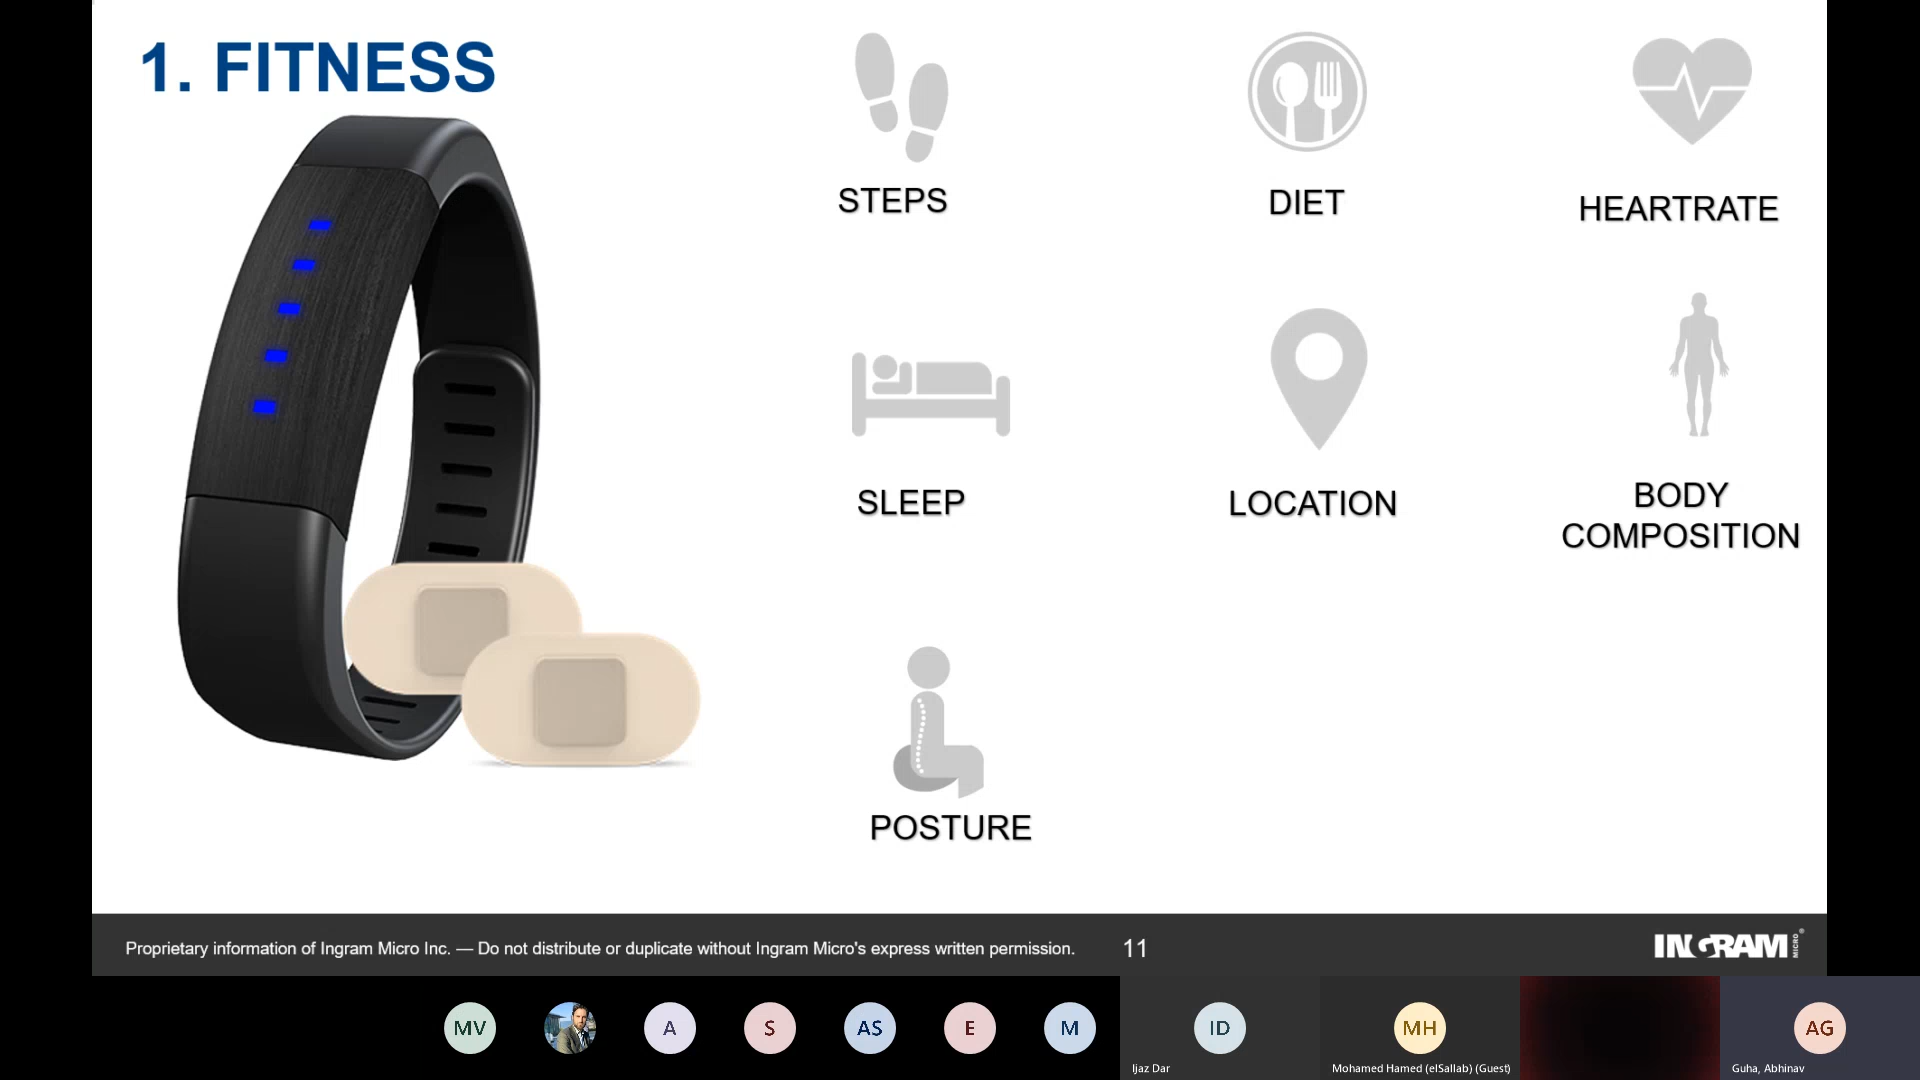 1. FITNESS
STEPS
DIET
HEARTRATE
SLEEP
LOCATION
BODY
COMPOSITION
POSTURE
Proprietary information of Ingram Micro Inc. — Do not distribute or duplicate without Ingram Micro's express written permission.
11
INGRAM MICRO®
MV
A
S
AS
E
M
ID
MH
AG
Ijaz Dar
Mohamed Hamed (elSallab) (Guest)
Guha, Abhinav